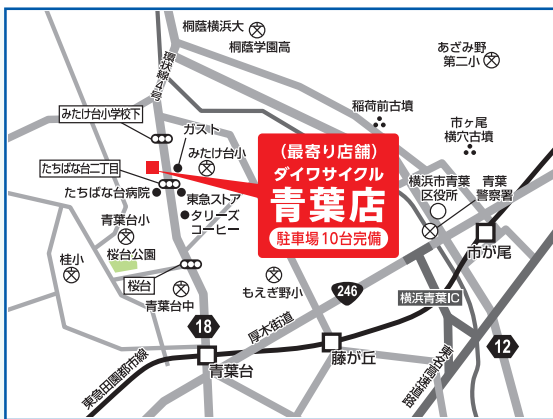 桐蔭横浜大
桐蔭学園高
あざみ野
第二小
環状線4号
稲荷前古墳
みたけ台小学校下
ガスト
市ヶ尾
横穴古墳
みたけ台小
(最寄り店舗)
ダイワサイクル
青葉店
駐車場10台完備
たちばな台二丁目
たちばな台病院
東急ストア
タリーズ
コーヒー
横浜市青葉
区役所
青葉
警察署
青葉台小
桜台公園
市が尾
桂小
桜台
青葉台中
もえぎ野小
246
横浜青葉IC
18
厚木街道
12
藤が丘
青葉台
東急田園都市線
東名高速道路